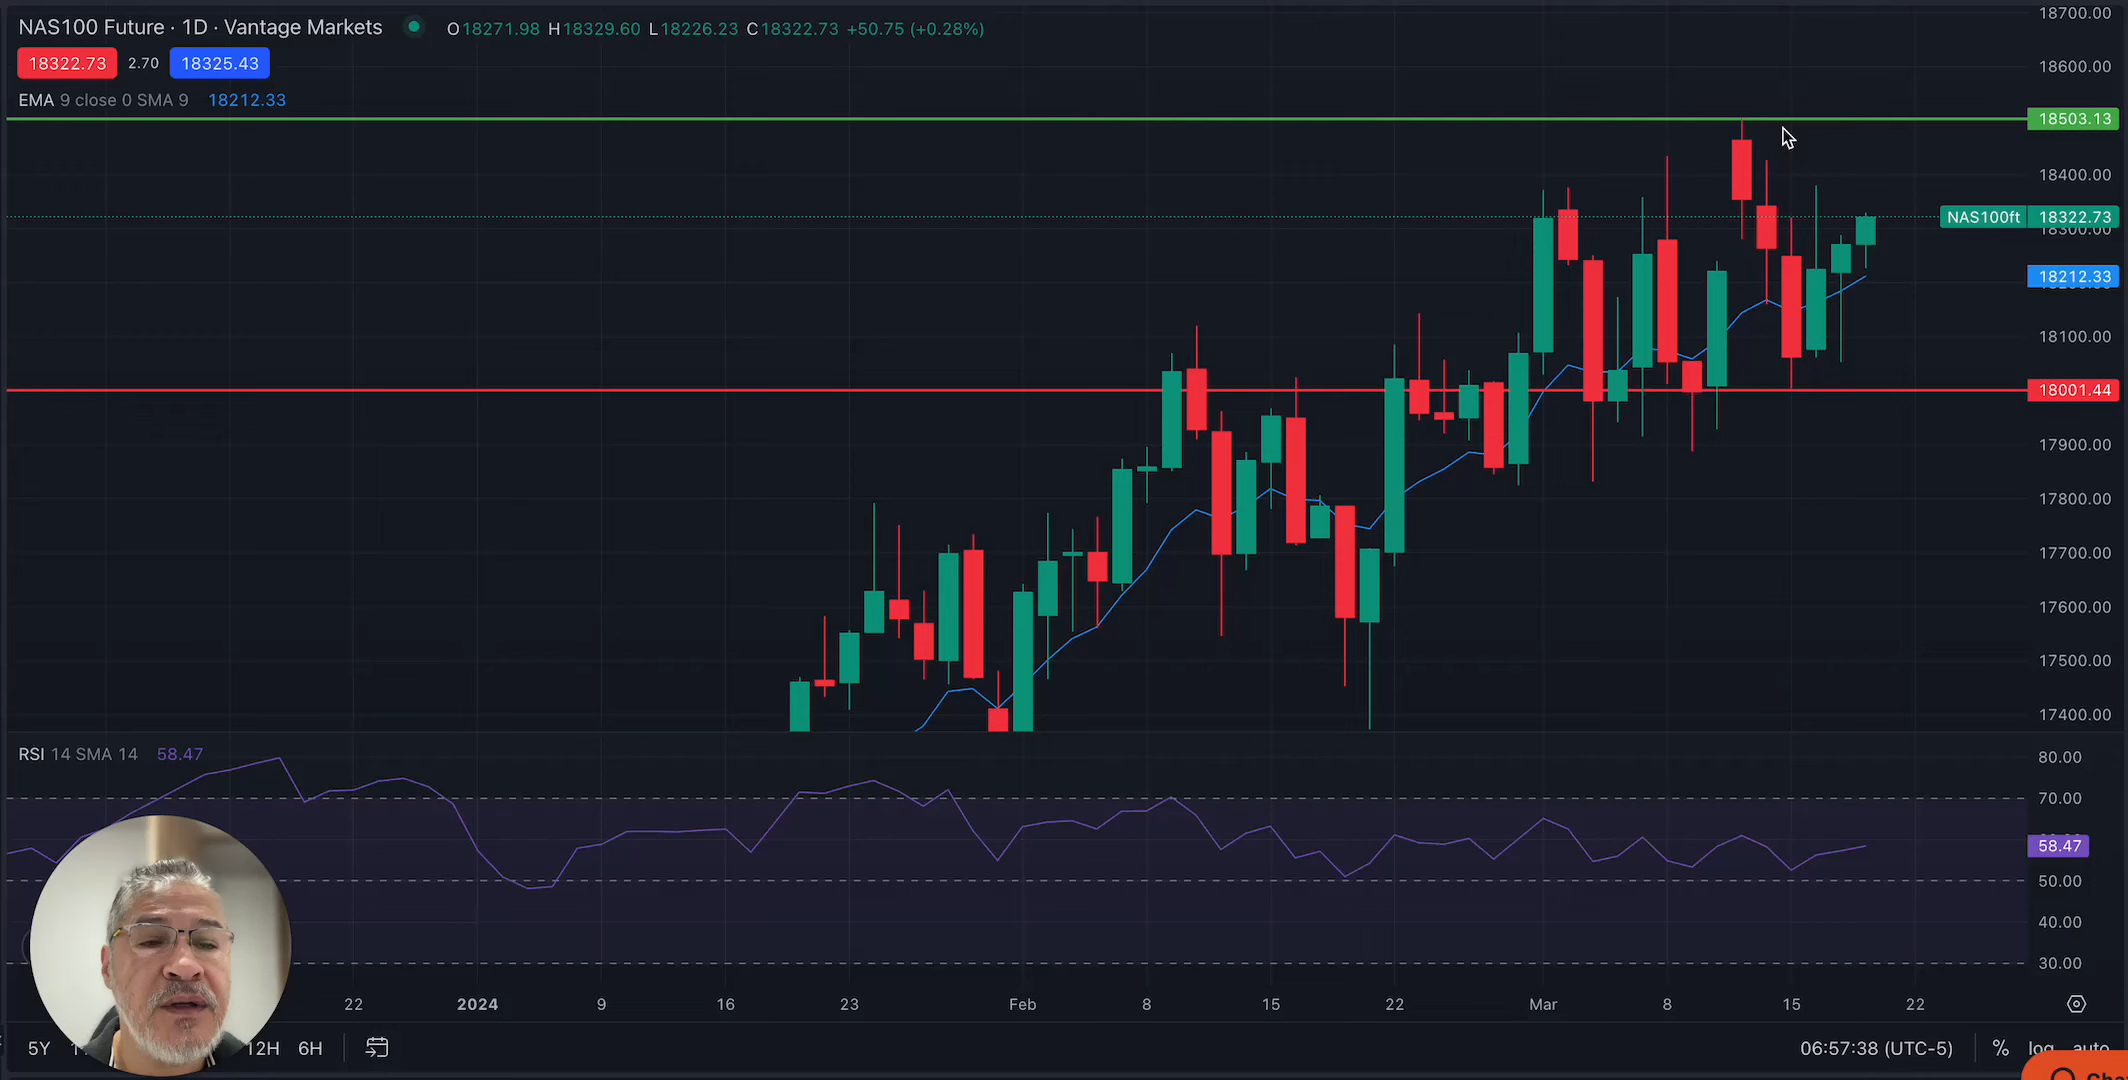 NAS100 Future · 1D · Vantage Markets O18271.98 H18329.60 L18226.23 C18322.73 +50.75 (+0.28%)
18322.73 2.70 18325.43
EMA 9 close 0 SMA 9 18212.33
18700.00
18600.00
18503.13
18400.00
NAS100ft 18322.73
18300.00
18212.33
18100.00
18001.44
17900.00
17800.00
17700.00
17600.00
17500.00
17400.00
RSI 14 SMA 14 58.47
80.00
70.00
58.47
50.00
40.00
30.00
22 2024 9 16 23 Feb 8 15 22 Mar 8 15 22
5Y 12H 6H 06:57:38 (UTC-5) % log auto